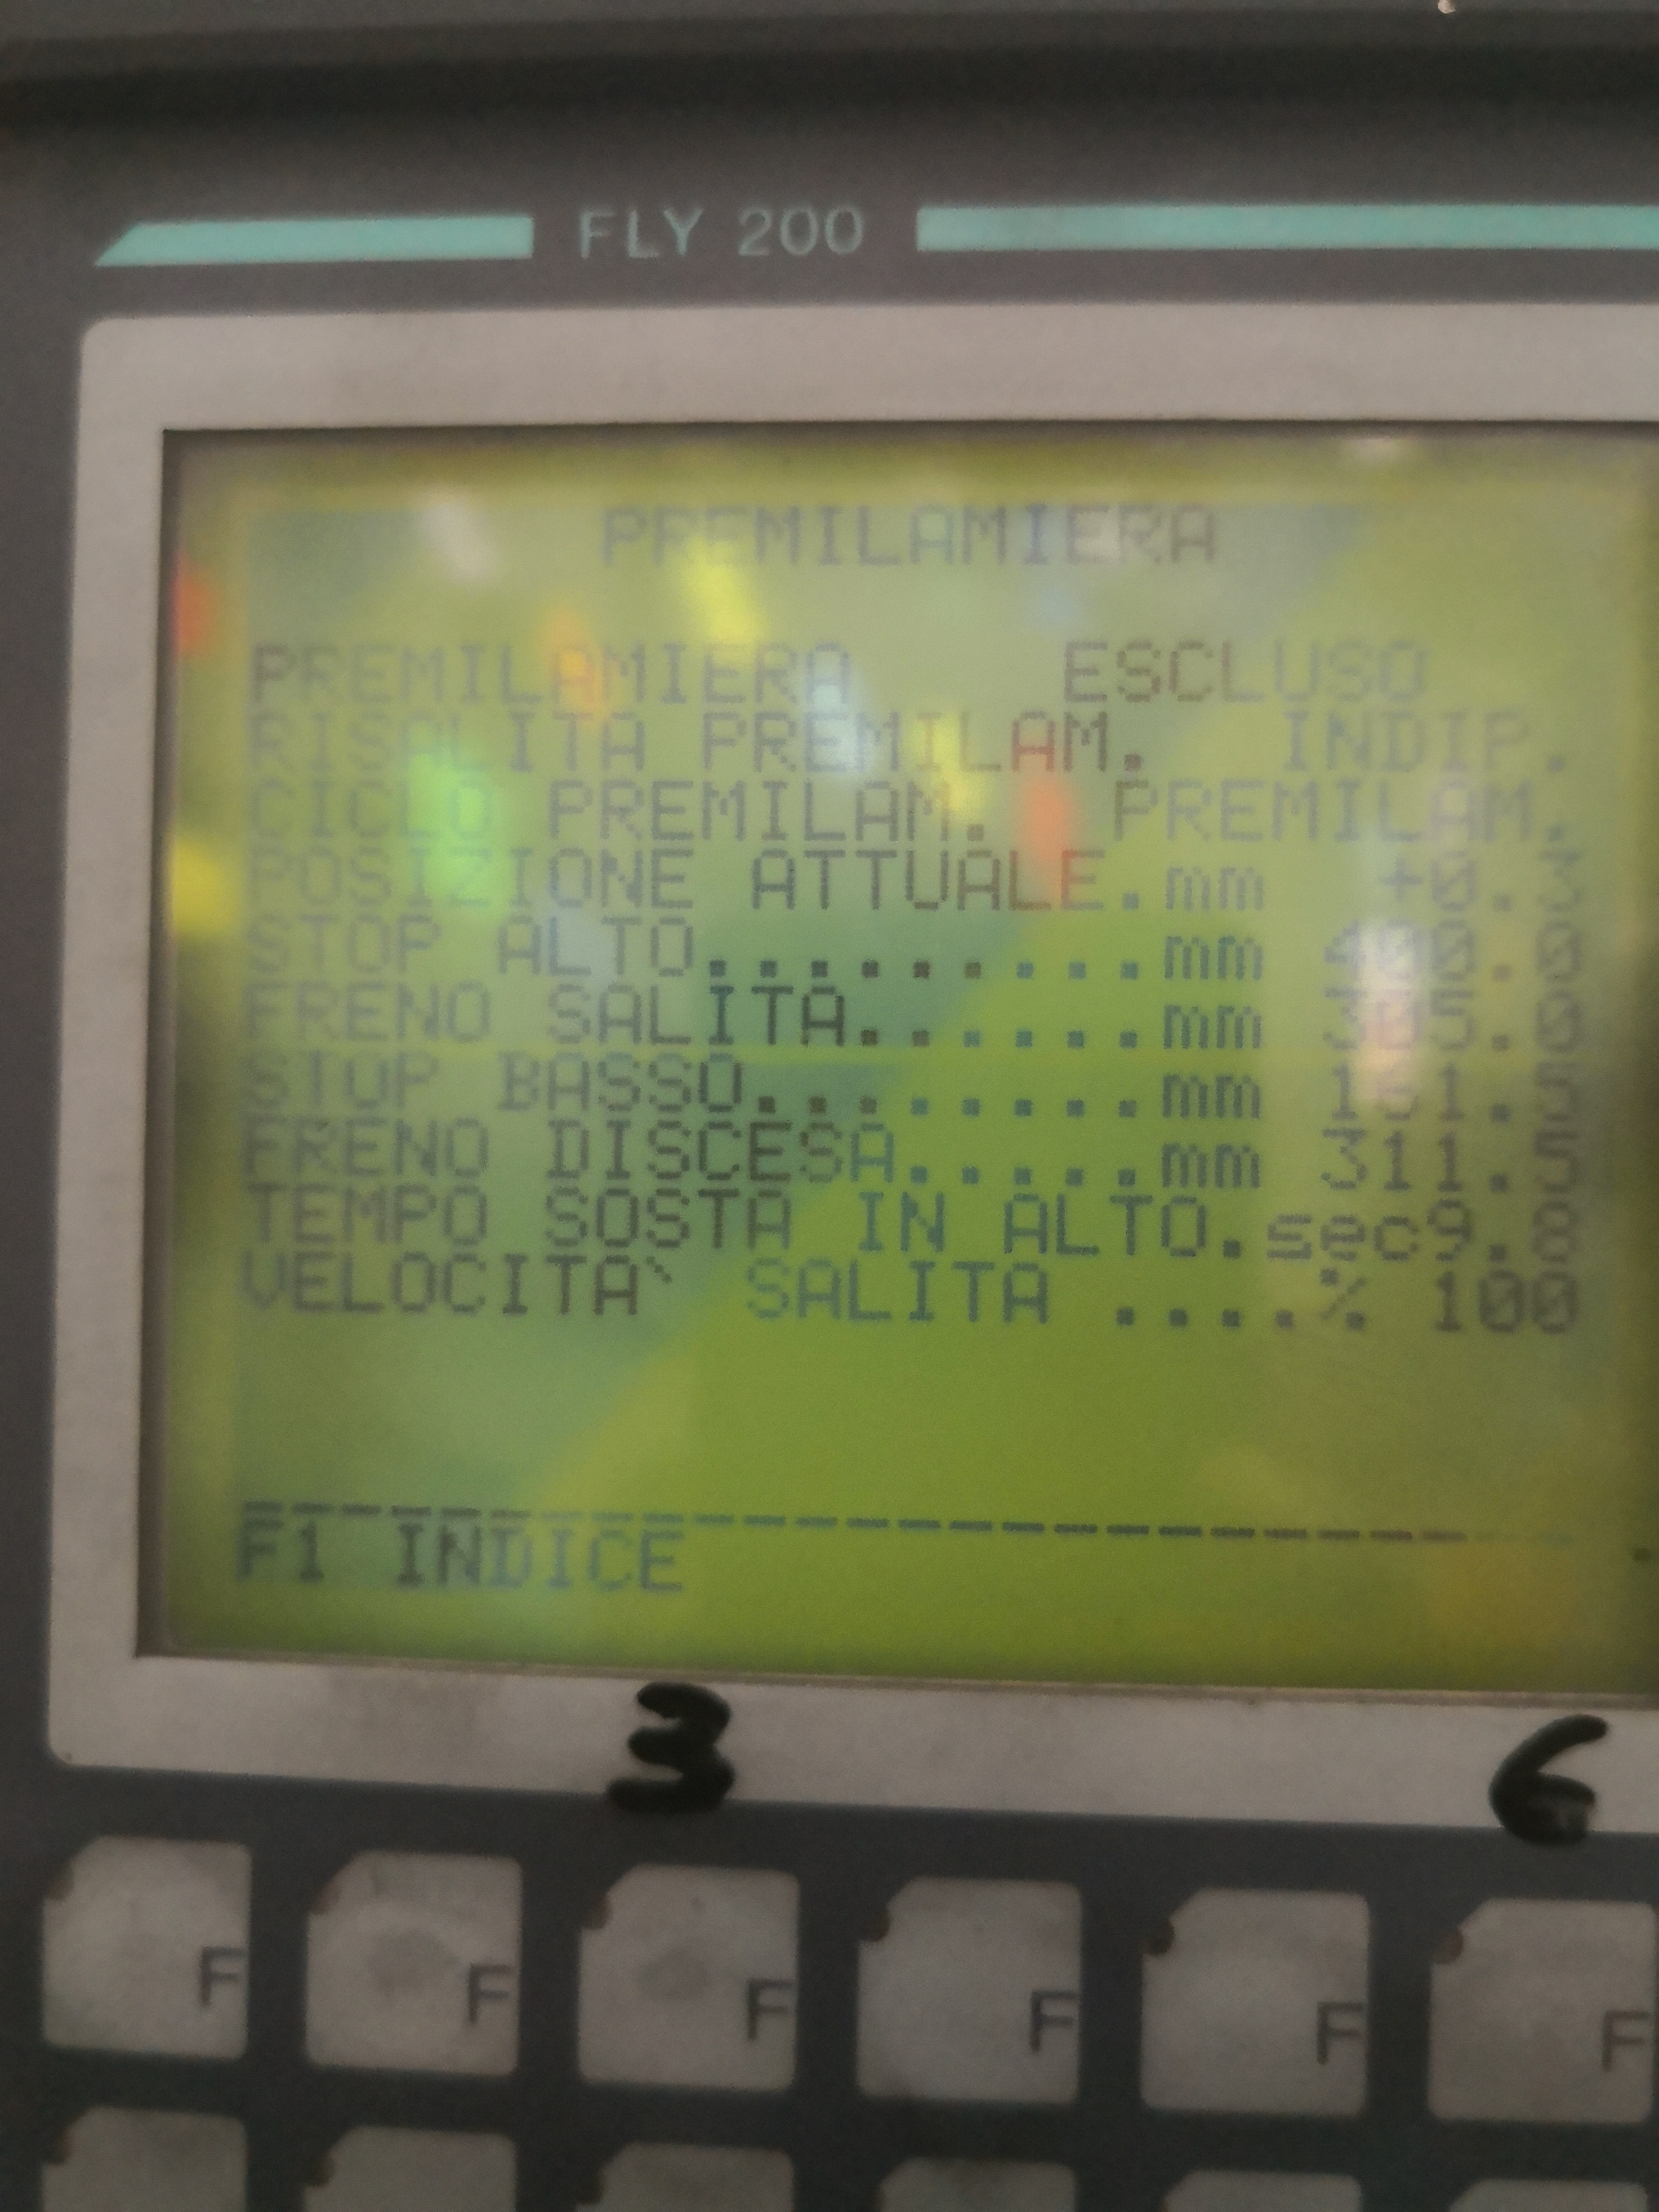 FLY 200
PREMILAMIERA
PREMILAMIERA ESCLUSO
RISALITA PREMILAM. INDIP.
CICLO PREMILAM. PREMILAM.
POSIZIONE ATTUALE.mm +0.3
STOP ALTO.........mm 400.0
FRENO SALITA......mm 305.0
STOP BASSO........mm
FRENO DISCESA.....mm 311.5
TEMPO SOSTA IN ALTO.sec9.8
VELOCITA` SALITA ....% 100
F1 INDICE
3 6
F F F F F F